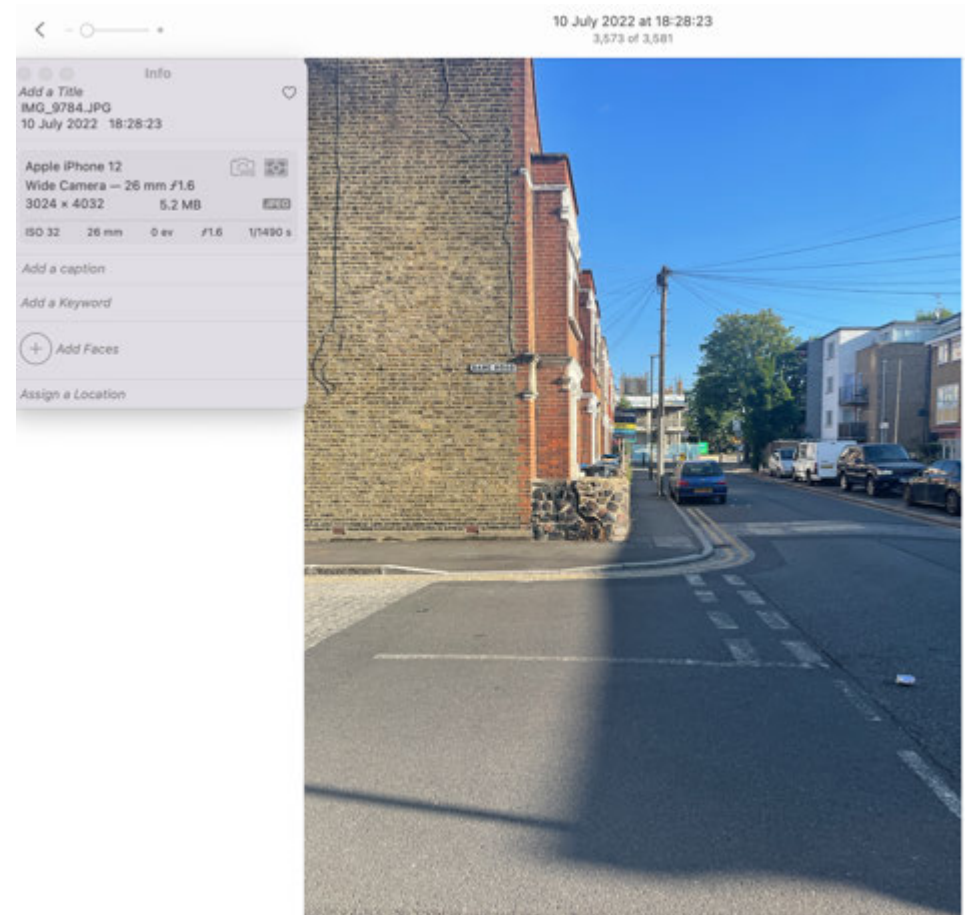 10 July 2022 at 18:28:23
3,573 of 3,581
Info
Add a Title
IMG_9784.JPG
10 July 2022 18:28:23
Apple iPhone 12
Wide Camera — 26 mm ƒ1.6
3024 × 4032 5.2 MB JPEG
ISO 32 26 mm 0 ev ƒ1.6 1/1490 s
Add a caption
Add a Keyword
Add Faces
Assign a Location